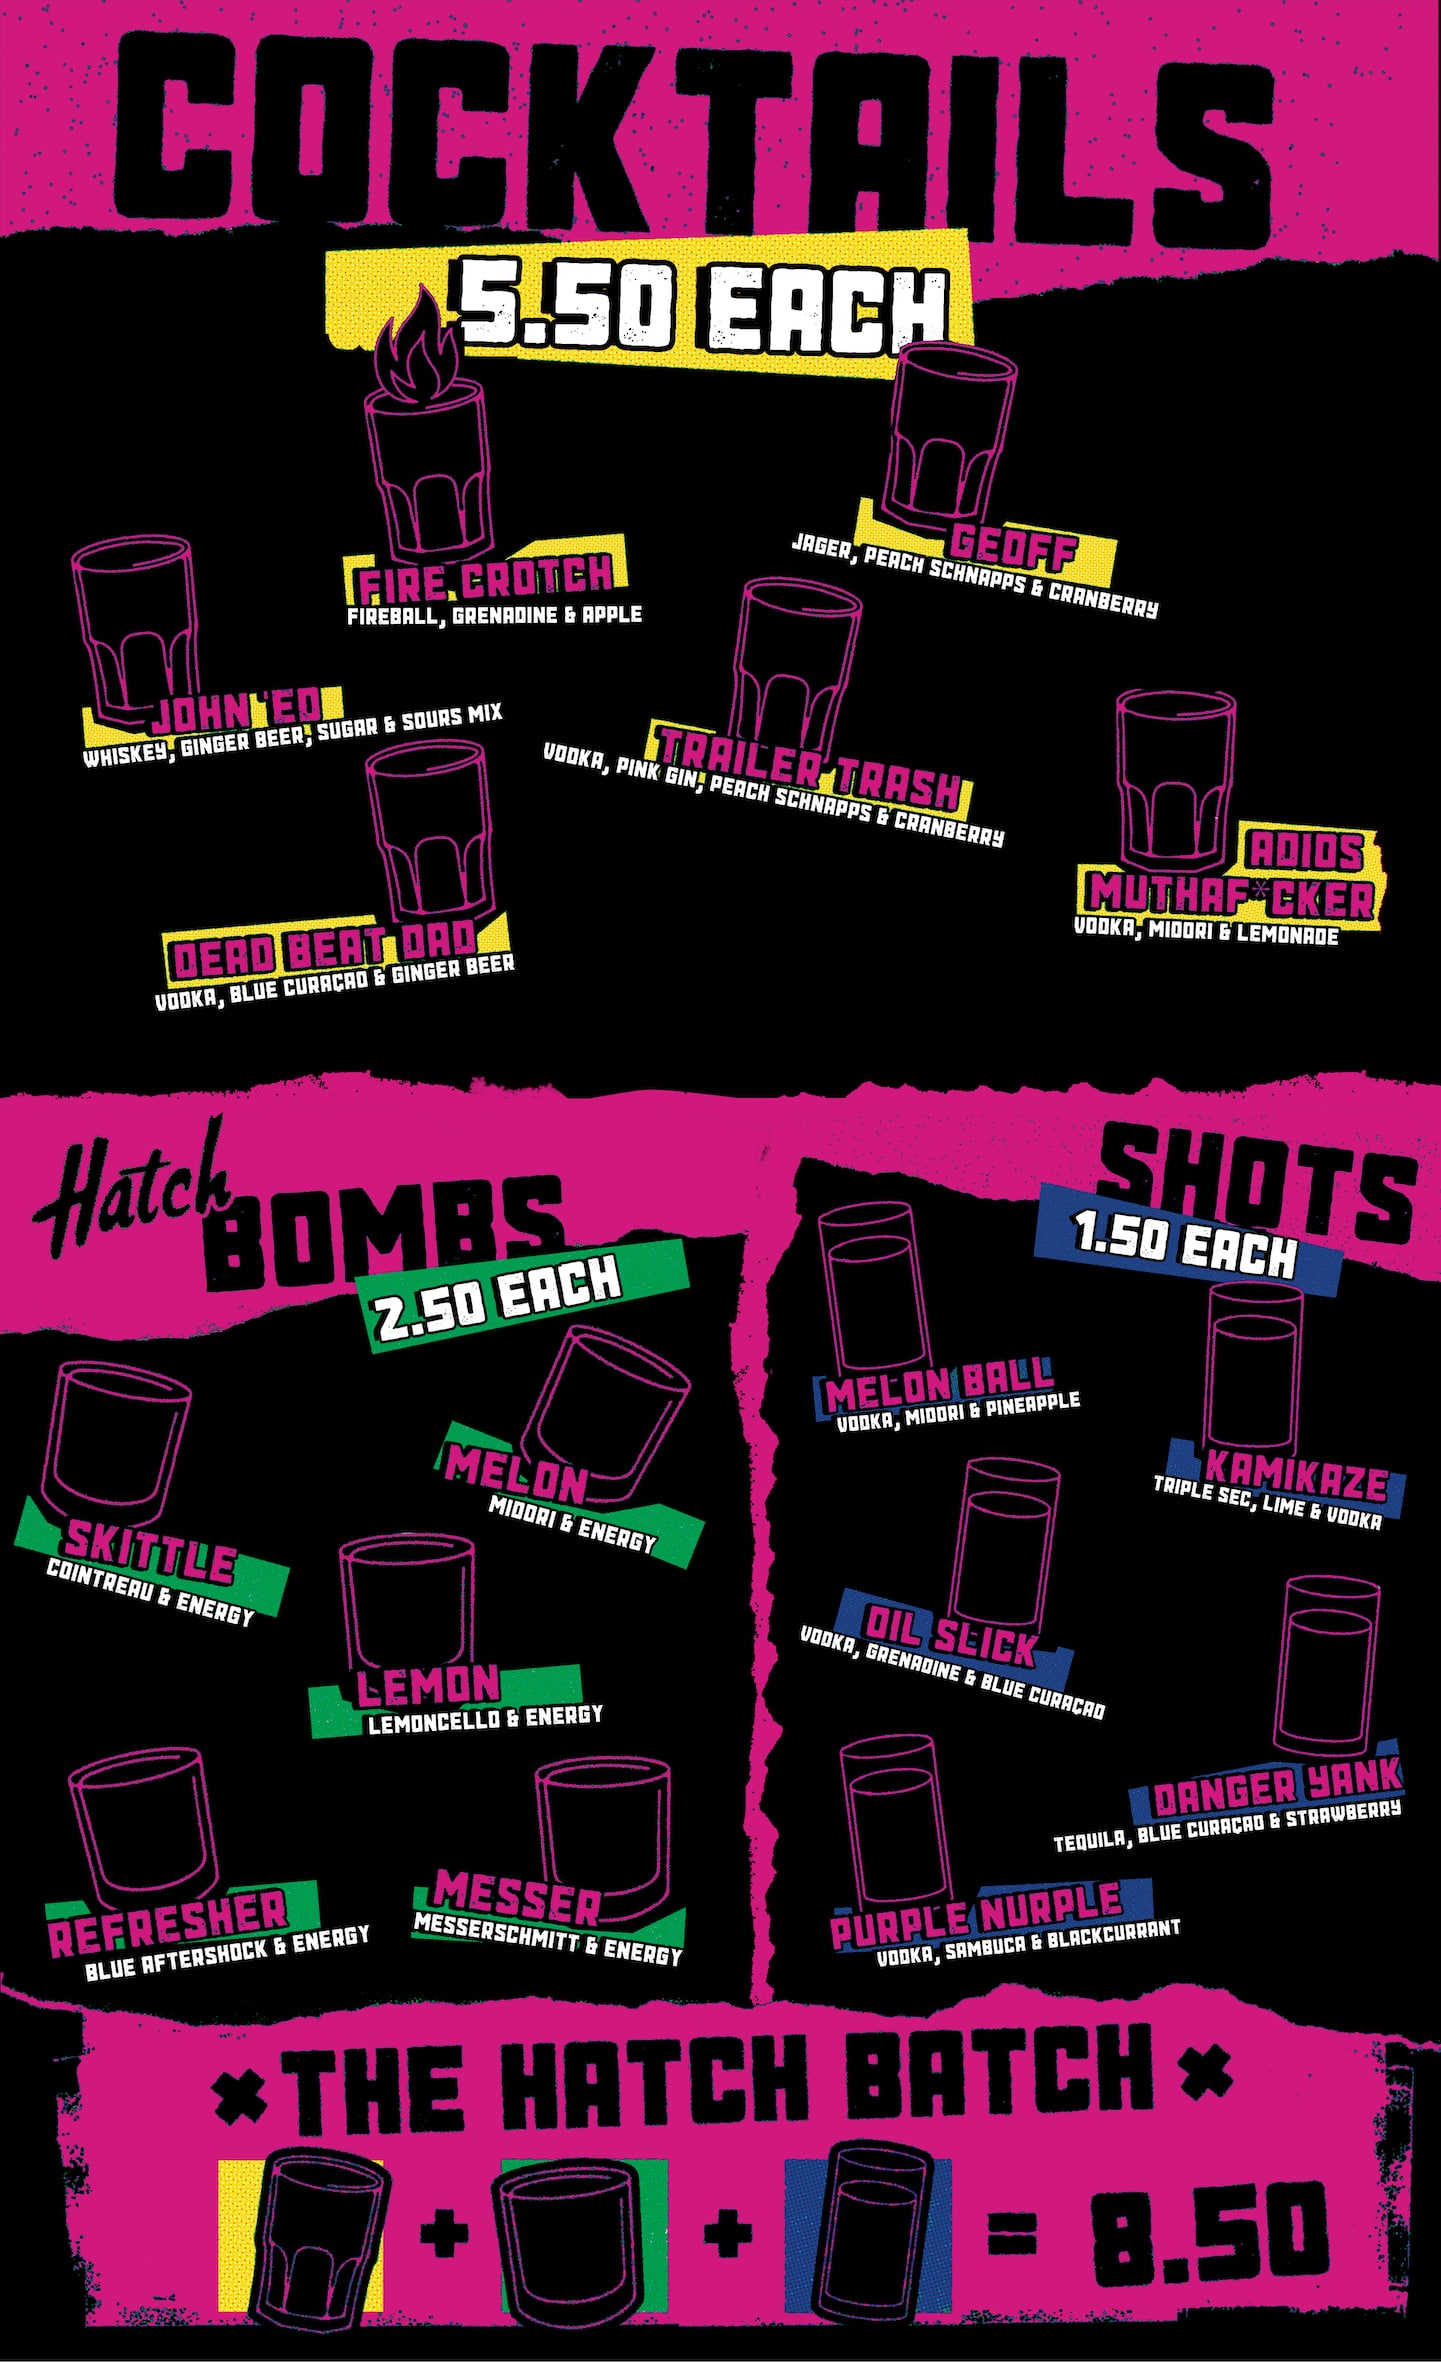 COCKTAILS
5.50 EACH
FIRE CROTCH
FIREBALL, GRENADINE & APPLE
GEOFF
JAGER, PEACH SCHNAPPS & CRANBERRY
JOHN 'ED
WHISKEY, GINGER BEER, SUGAR & SOURS MIX
TRAILER TRASH
VODKA, PINK GIN, PEACH SCHNAPPS & CRANBERRY
ADIOS
MUTHAF*CKER
VODKA, MIDORI & LEMONADE
DEAD BEAT DAD
VODKA, BLUE CURAÇAO & GINGER BEER
Hatch
BOMBS
2.50 EACH
MELON
MIDORI & ENERGY
SKITTLE
COINTREAU & ENERGY
LEMON
LEMONCELLO & ENERGY
REFRESHER
BLUE AFTERSHOCK & ENERGY
MESSER
MESSERSCHMITT & ENERGY
SHOTS
1.50 EACH
MELON BALL
VODKA, MIDORI & PINEAPPLE
KAMIKAZE
TRIPLE SEC, LIME & VODKA
OIL SLICK
VODKA, GRENADINE & BLUE CURAÇAO
DANGER YANK
TEQUILA, BLUE CURAÇAO & STRAWBERRY
PURPLE NURPLE
VODKA, SAMBUCA & BLACKCURRANT
×THE HATCH BATCH×
+ + = 8.50